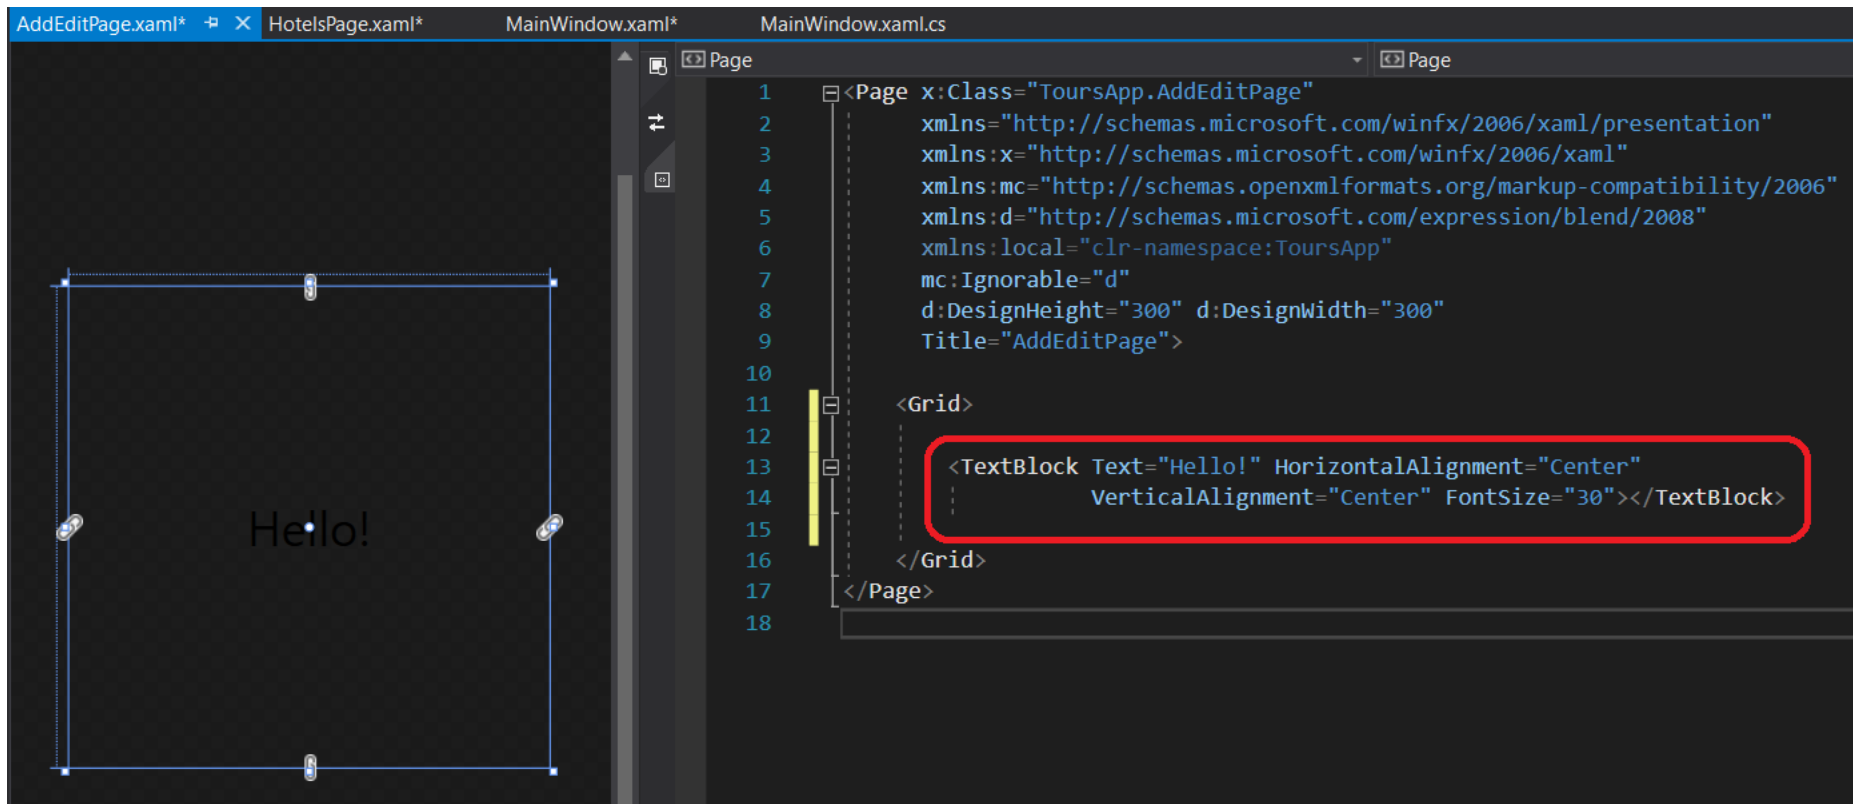 AddEditPage.xaml* HotelsPage.xaml* MainWindow.xaml* MainWindow.xaml.cs
Page Page
1 <Page x:Class="ToursApp.AddEditPage"
2 xmlns="http://schemas.microsoft.com/winfx/2006/xaml/presentation"
3 xmlns:x="http://schemas.microsoft.com/winfx/2006/xaml"
4 xmlns:mc="http://schemas.openxmlformats.org/markup-compatibility/2006"
5 xmlns:d="http://schemas.microsoft.com/expression/blend/2008"
6 xmlns:local="clr-namespace:ToursApp"
7 mc:Ignorable="d"
8 d:DesignHeight="300" d:DesignWidth="300"
9 Title="AddEditPage">
10
11 <Grid>
12
13 <TextBlock Text="Hello!" HorizontalAlignment="Center"
14 VerticalAlignment="Center" FontSize="30"></TextBlock>
15
16 </Grid>
17 </Page>
18
Hello!